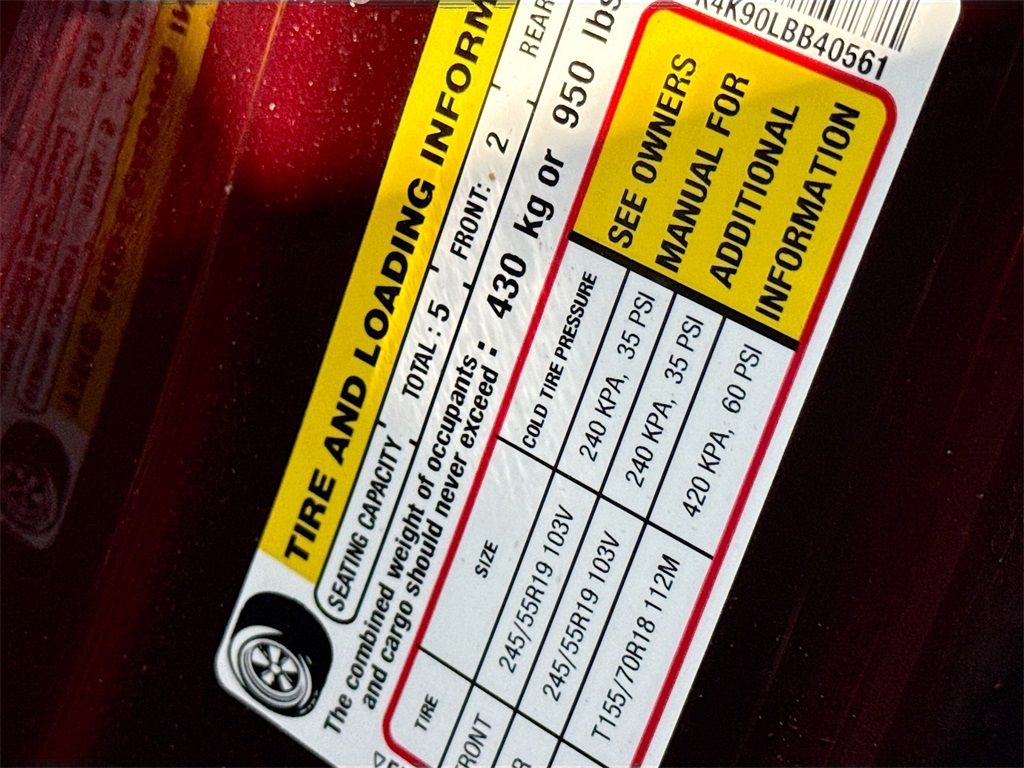 K4K90LBB40561
TIRE AND LOADING INFORM
SEATING CAPACITY TOTAL : 5 FRONT: 2 REAR
The combined weight of occupants
and cargo should never exceed : 430 kg or 950 lbs
TIRE SIZE COLD TIRE PRESSURE
FRONT 245/55R19 103V 240 KPA, 35 PSI
R 245/55R19 103V 240 KPA, 35 PSI
T155/70R18 112M 420 KPA, 60 PSI
SEE OWNERS
MANUAL FOR
ADDITIONAL
INFORMATION